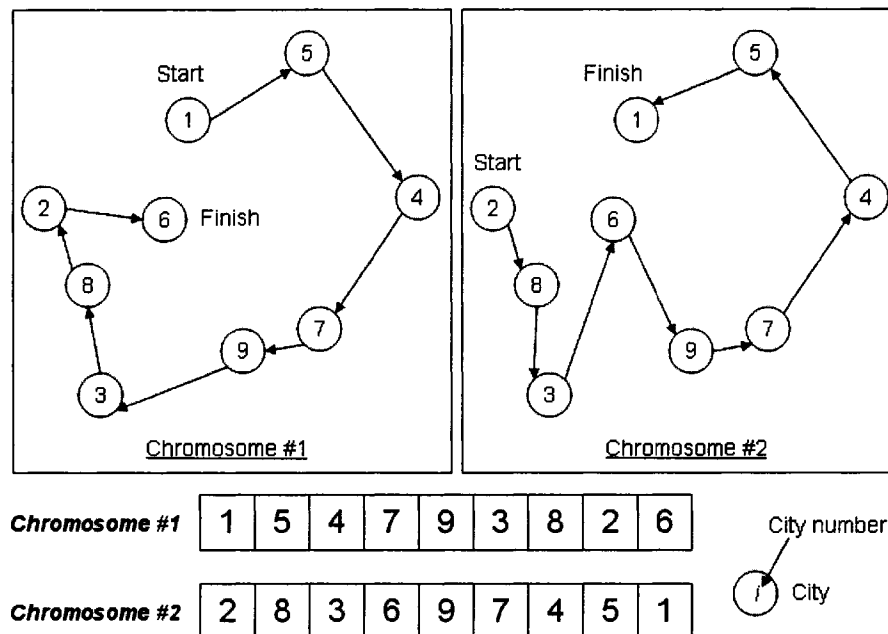 5
Start
1
4
2
6
Finish
8
7
9
3
Chromosome #1
5
Finish
1
Start
2
6
4
8
7
9
3
Chromosome #2
Chromosome #1 1 5 4 7 9 3 8 2 6
City number
i City
Chromosome #2 2 8 3 6 9 7 4 5 1